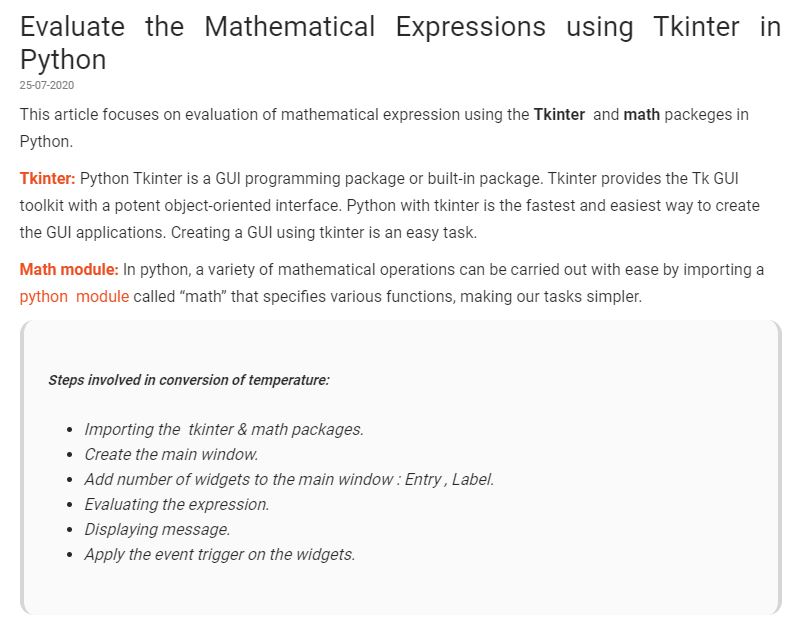 Evaluate the Mathematical Expressions using Tkinter in
Python
25-07-2020
This article focuses on evaluation of mathematical expression using the Tkinter and math packeges in
Python.
Tkinter: Python Tkinter is a GUI programming package or built-in package. Tkinter provides the Tk GUI
toolkit with a potent object-oriented interface. Python with tkinter is the fastest and easiest way to create
the GUI applications. Creating a GUI using tkinter is an easy task.
Math module: In python, a variety of mathematical operations can be carried out with ease by importing a
python module called “math” that specifies various functions, making our tasks simpler.
Steps involved in conversion of temperature:
• Importing the tkinter & math packages.
• Create the main window.
• Add number of widgets to the main window : Entry , Label.
• Evaluating the expression.
• Displaying message.
• Apply the event trigger on the widgets.